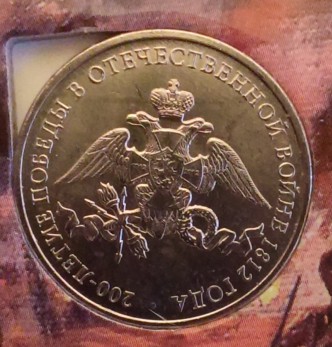 200-ЛЕТИЕ ПОБЕДЫ В ОТЕЧЕСТВЕННОЙ ВОЙНЕ 1812 ГОДА